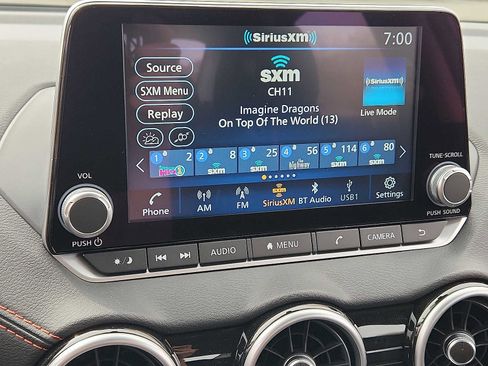 SiriusXM
7:00
Source
SXM Menu
Replay
sxm
CH11
Imagine Dragons
On Top Of The World (13)
SiriusXM
Live Mode
1 2
2 8 sxm
3 25 sxm
4 56
5 114 sxm
6 80
VOL
TUNE·SCROLL
Phone
AM
FM
SiriusXM
BT Audio
USB1
Settings
PUSH
PUSH SOUND
AUDIO
MENU
CAMERA